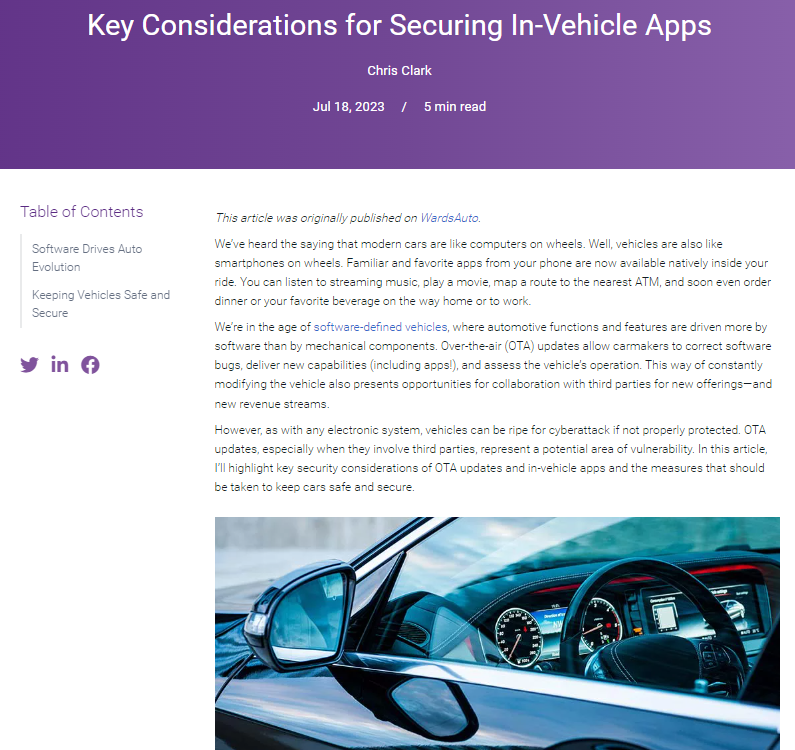 Key Considerations for Securing In-Vehicle Apps
Chris Clark
Jul 18, 2023 / 5 min read
Table of Contents
Software Drives Auto
Evolution
Keeping Vehicles Safe and
Secure
This article was originally published on WardsAuto.
We've heard the saying that modern cars are like computers on wheels. Well, vehicles are also like
smartphones on wheels. Familiar and favorite apps from your phone are now available natively inside your
ride. You can listen to streaming music, play a movie, map a route to the nearest ATM, and soon even order
dinner or your favorite beverage on the way home or to work.
We're in the age of software-defined vehicles, where automotive functions and features are driven more by
software than by mechanical components. Over-the-air (OTA) updates allow carmakers to correct software
bugs, deliver new capabilities (including apps!), and assess the vehicle's operation. This way of constantly
modifying the vehicle also presents opportunities for collaboration with third parties for new offerings—and
new revenue streams.
However, as with any electronic system, vehicles can be ripe for cyberattack if not properly protected. OTA
updates, especially when they involve third parties, represent a potential area of vulnerability. In this article,
I'll highlight key security considerations of OTA updates and in-vehicle apps and the measures that should
be taken to keep cars safe and secure.